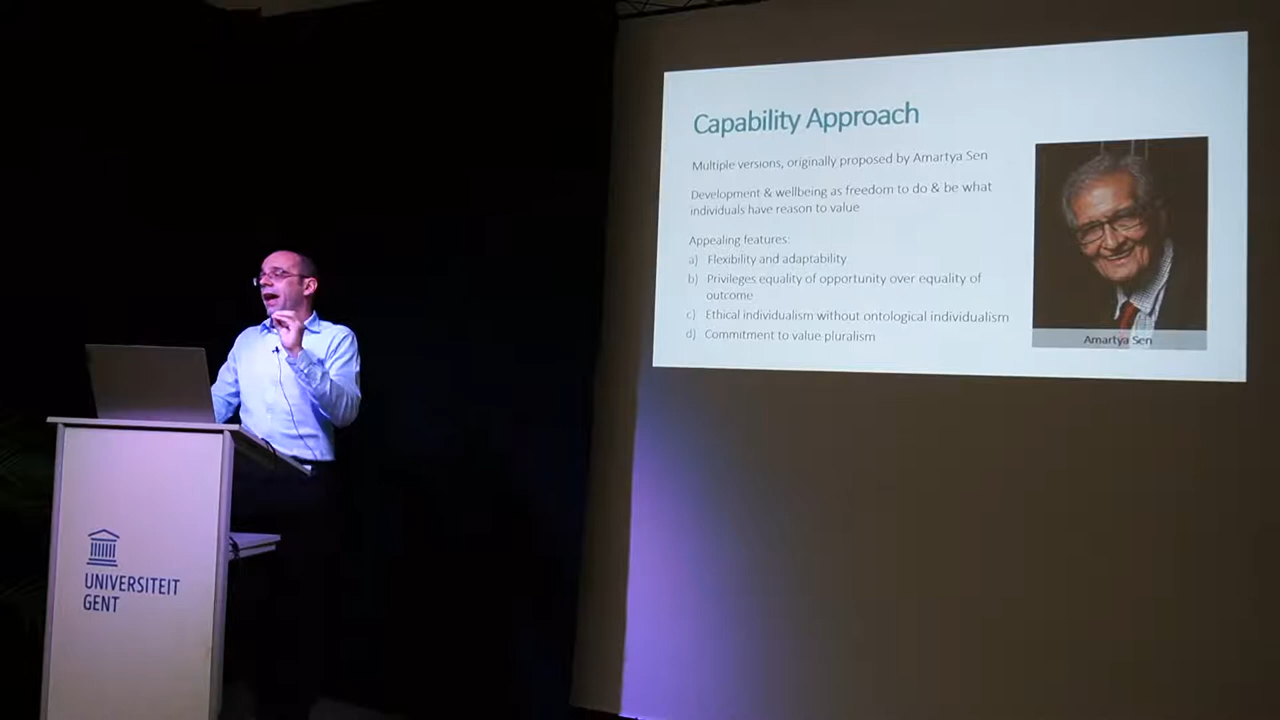 Capability Approach
Multiple versions, originally proposed by Amartya Sen
Development & wellbeing as freedom to do & be what
individuals have reason to value
Appealing features:
a) Flexibility and adaptability
b) Privileges equality of opportunity over equality of
outcome
c) Ethical individualism without ontological individualism
d) Commitment to value pluralism
Amartya Sen
UNIVERSITEIT
GENT